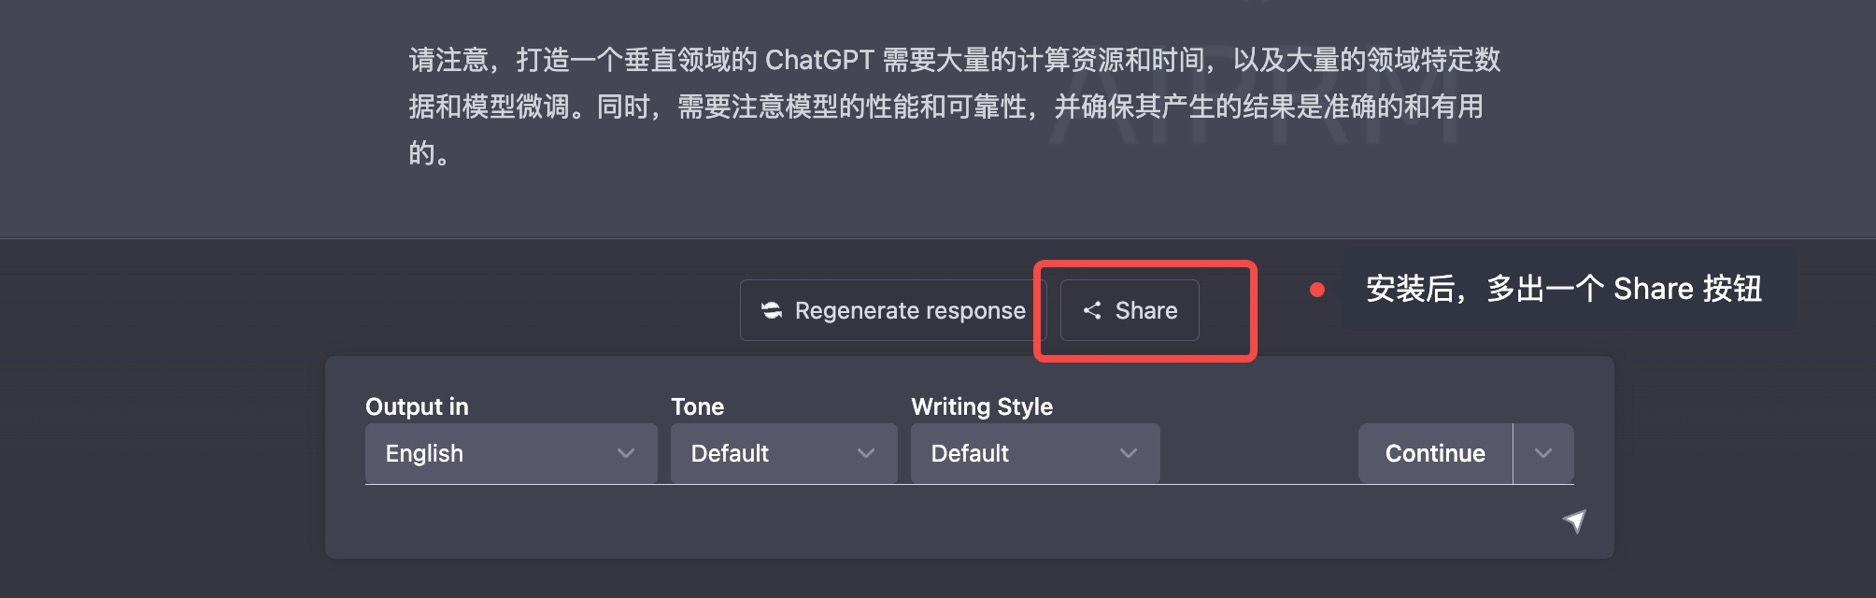 请注意，打造一个垂直领域的 ChatGPT 需要大量的计算资源和时间，以及大量的领域特定数
据和模型微调。同时，需要注意模型的性能和可靠性，并确保其产生的结果是准确的和有用
的。
AIPRM
Regenerate response
Share
安装后，多出一个 Share 按钮
Output in
Tone
Writing Style
English
Default
Default
Continue